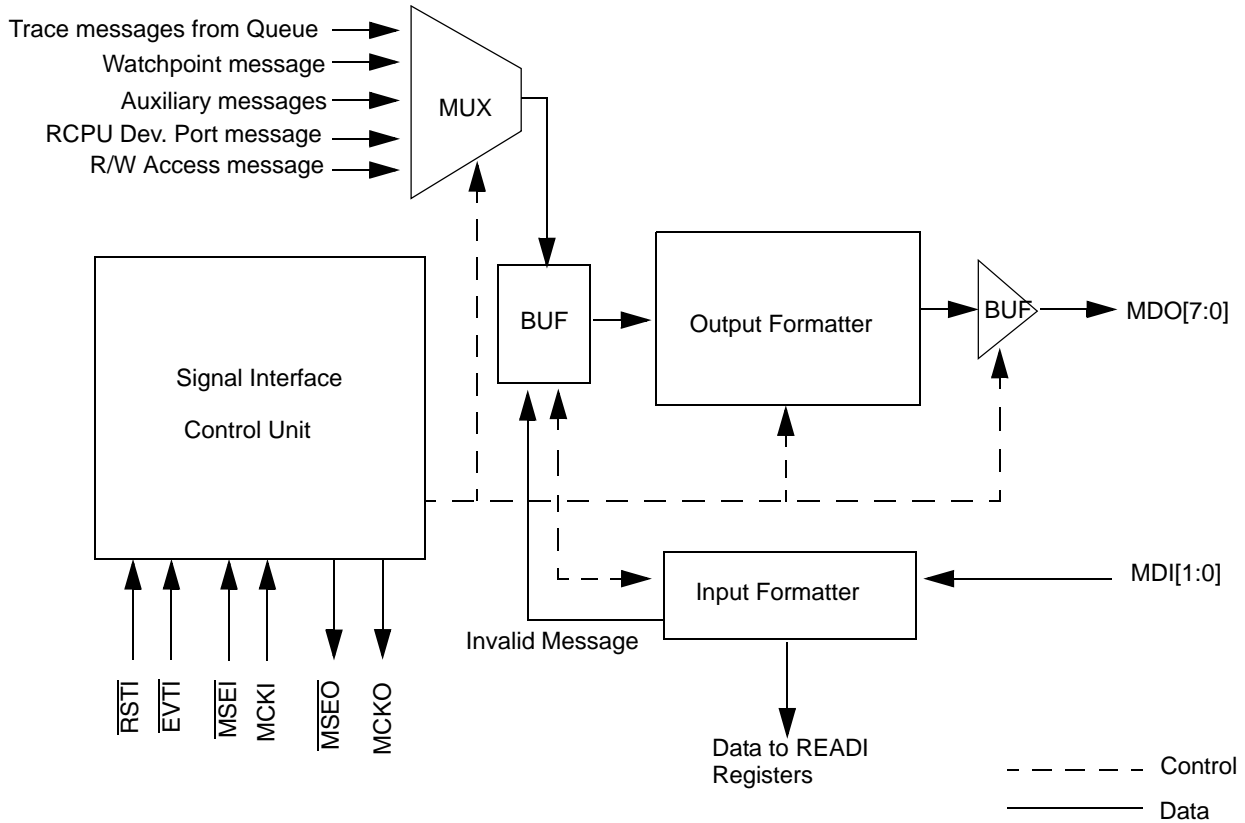 Trace messages from Queue
Watchpoint message
Auxiliary messages
RCPU Dev. Port message
R/W Access message
MUX
BUF
Output Formatter
BUF
MDO[7:0]
Signal Interface
Control Unit
Input Formatter
MDI[1:0]
Invalid Message
RSTI
EVTI
MSEI
MCKI
MSEO
MCKO
Data to READI
Registers
Control
Data